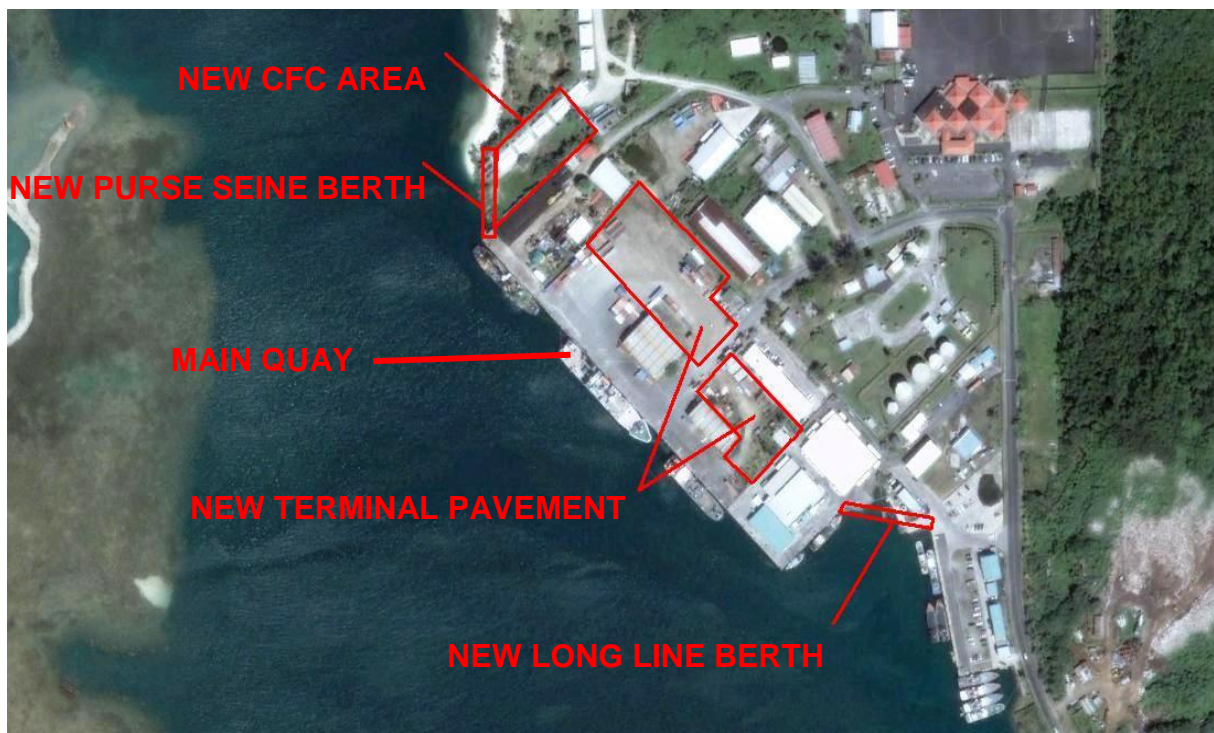 NEW CFC AREA
NEW PURSE SEINE BERTH
MAIN QUAY
NEW TERMINAL PAVEMENT
NEW LONG LINE BERTH